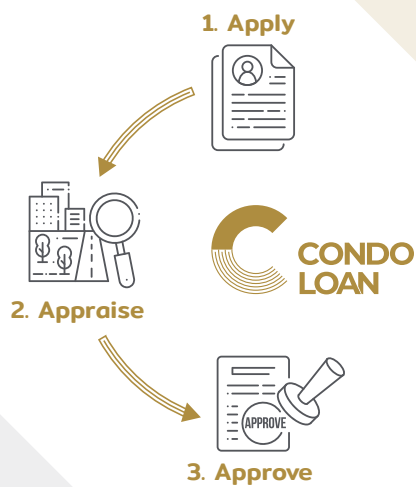 1. Apply
CONDO
LOAN
2. Appraise
APPROVE
3. Approve